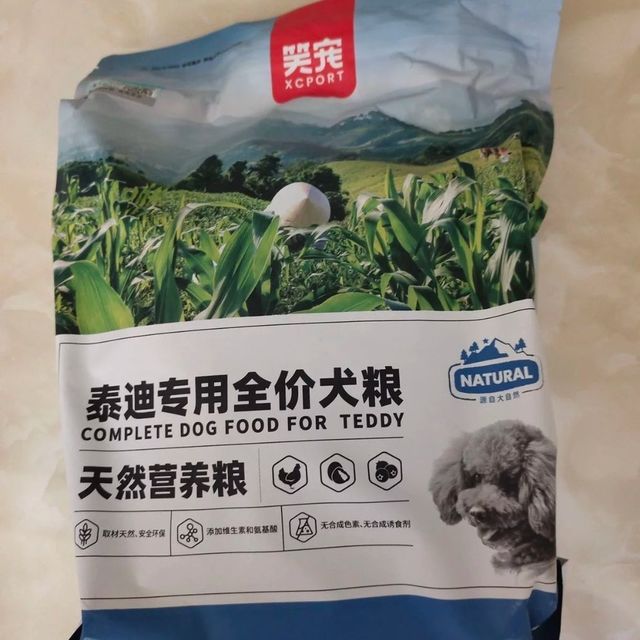 笑宠
XCPORT
泰迪专用全价犬粮
COMPLETE DOG FOOD FOR TEDDY
NATURAL
源自大自然
天然营养粮
取材天然、安全环保
添加维生素和氨基酸
无合成色素、无合成诱食剂